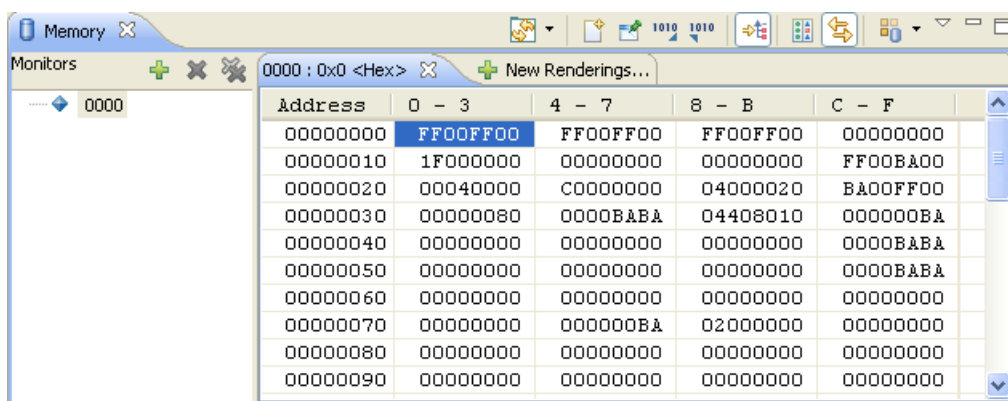 Memory
1010 1010
Monitors
0000 : 0x0 <Hex> New Renderings...
0000
Address 0 - 3 4 - 7 8 - B C - F
00000000 FF00FF00 FF00FF00 FF00FF00 00000000
00000010 1F000000 00000000 00000000 FF00BA00
00000020 00040000 C0000000 04000020 BA00FF00
00000030 00000080 0000BABA 04408010 000000BA
00000040 00000000 00000000 00000000 0000BABA
00000050 00000000 00000000 00000000 0000BABA
00000060 00000000 00000000 00000000 00000000
00000070 00000000 000000BA 02000000 00000000
00000080 00000000 00000000 00000000 00000000
00000090 00000000 00000000 00000000 00000000